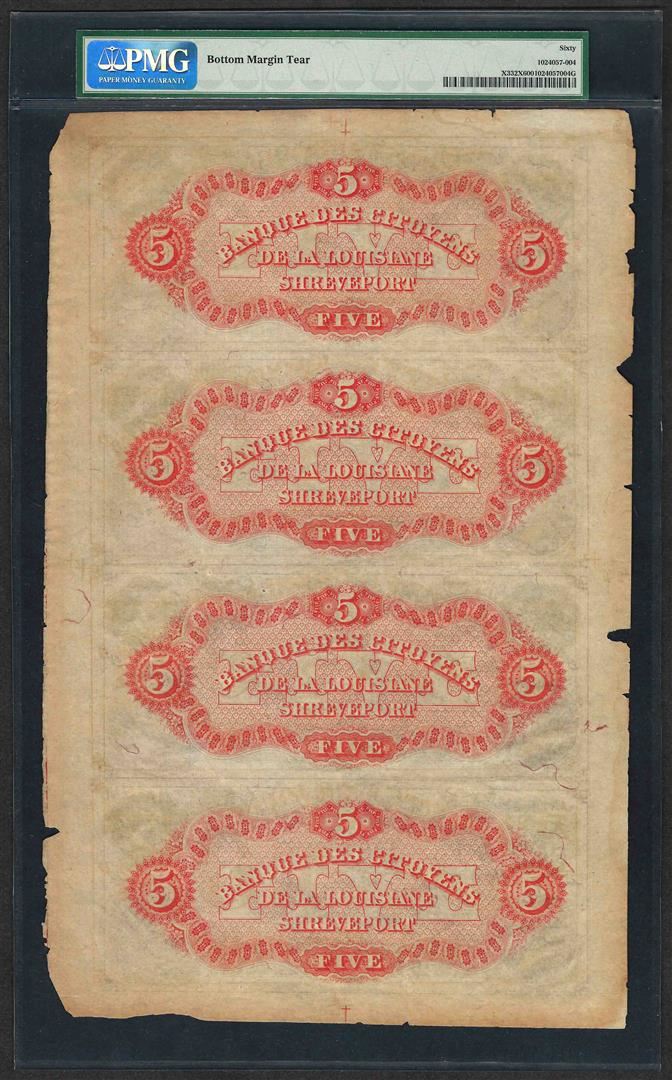 PMG
PAPER MONEY GUARANTY
Bottom Margin Tear
Sixty
1024057-004
X332X6001024057004G
5
BANQUE DES CITOYENS
5 5
DE LA LOUISIANE
SHREVEPORT
FIVE
5
BANQUE DES CITOYENS
5 5
DE LA LOUISIANE
SHREVEPORT
FIVE
5
BANQUE DES CITOYENS
5 5
DE LA LOUISIANE
SHREVEPORT
FIVE
5
BANQUE DES CITOYENS
5 5
DE LA LOUISIANE
SHREVEPORT
FIVE